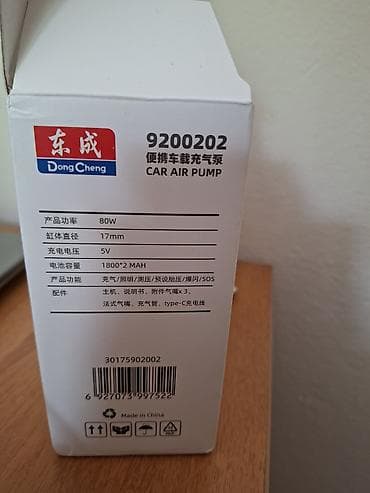 东成
DongCheng
9200202
便携车载充气泵
CAR AIR PUMP
产品功率 80W
缸体直径 17mm
充电电压 5V
电池容量 1800*2 MAH
产品功能 充气/照明/测压/预设胎压/爆闪/SOS
配件 主机、说明书、附件气嘴x3、
法式气嘴、充气管、type-C充电线
30175902002
6 927073 997522
Made in China